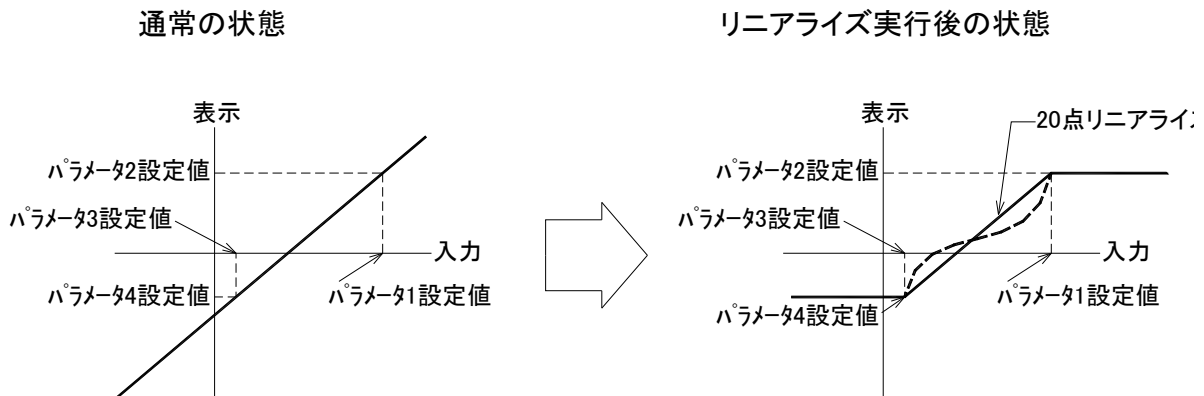 通常の状態
表示
パラメータ2設定値
パラメータ3設定値
入力
パラメータ4設定値
パラメータ1設定値
リニアライズ実行後の状態
表示
20点リニアライズ
パラメータ2設定値
パラメータ3設定値
入力
パラメータ1設定値
パラメータ4設定値